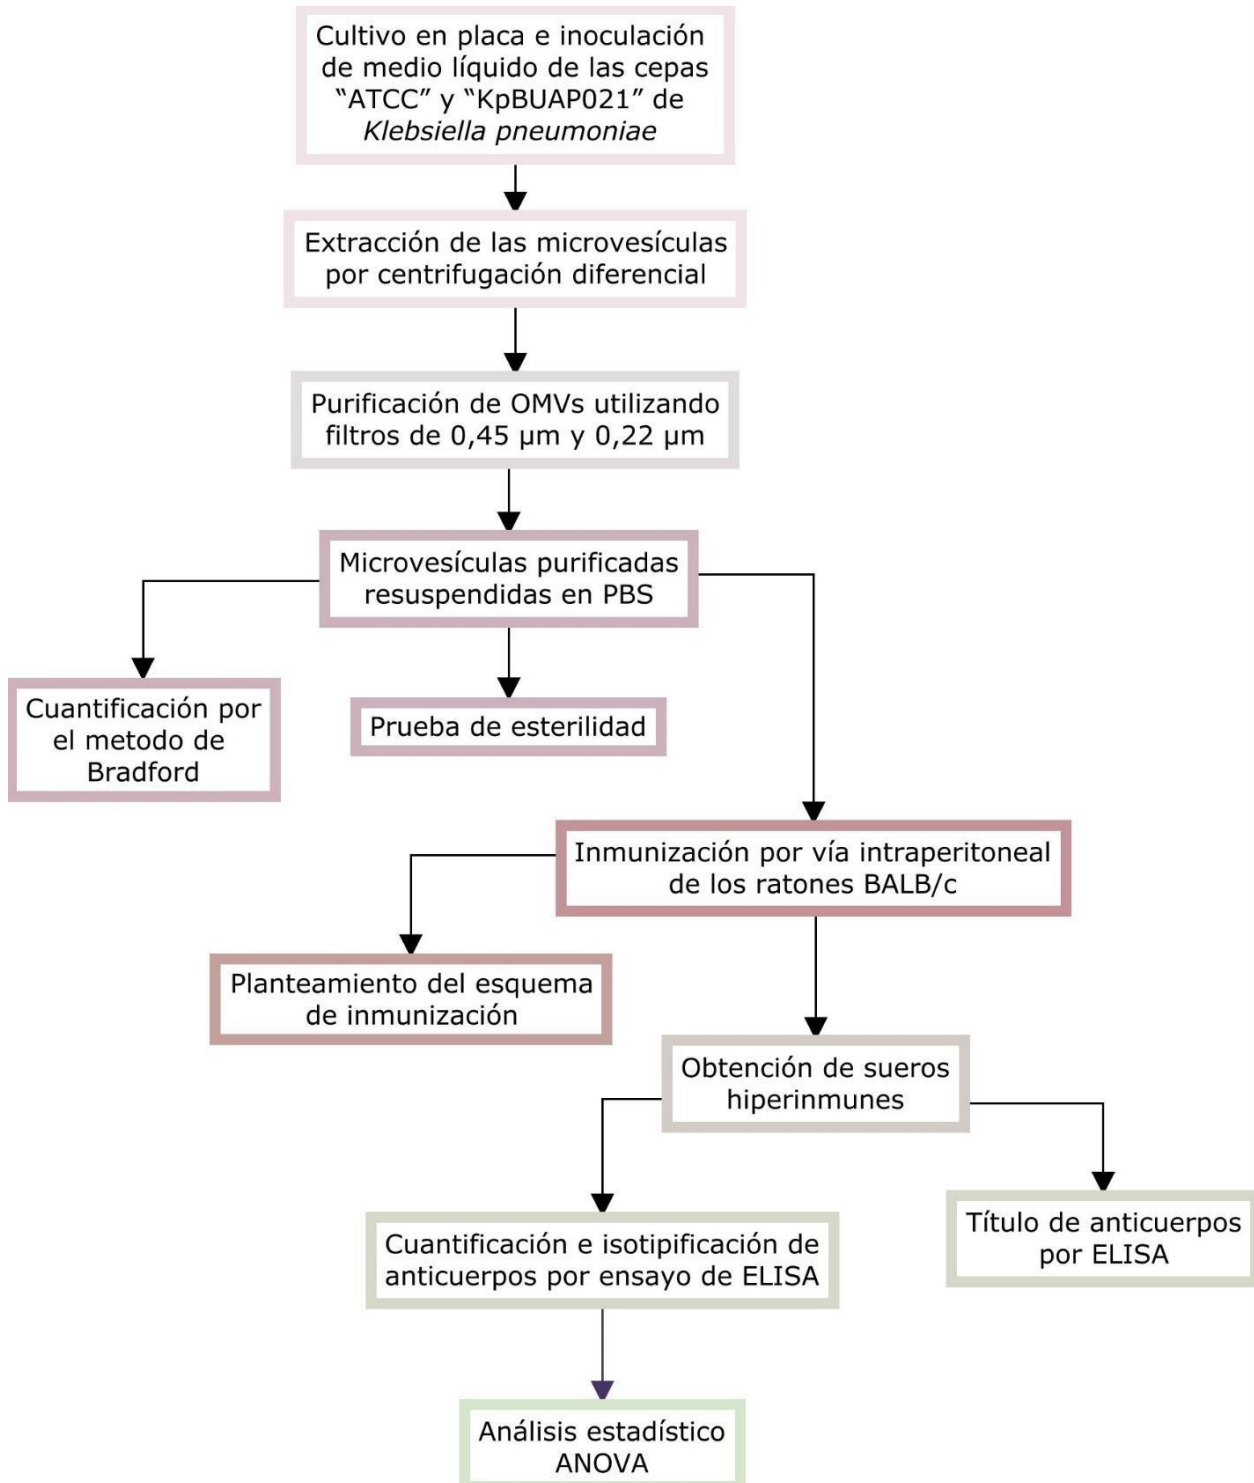 Cultivo en placa e inoculación
de medio líquido de las cepas
“ATCC” y “KpBUAP021” de
Klebsiella pneumoniae
Extracción de las microvesículas
por centrifugación diferencial
Purificación de OMVs utilizando
filtros de 0,45 µm y 0,22 µm
Microvesículas purificadas
resuspendidas en PBS
Cuantificación por
el metodo de
Bradford
Prueba de esterilidad
Inmunización por vía intraperitoneal
de los ratones BALB/c
Planteamiento del esquema
de inmunización
Obtención de sueros
hiperinmunes
Cuantificación e isotipificación de
anticuerpos por ensayo de ELISA
Título de anticuerpos
por ELISA
Análisis estadístico
ANOVA